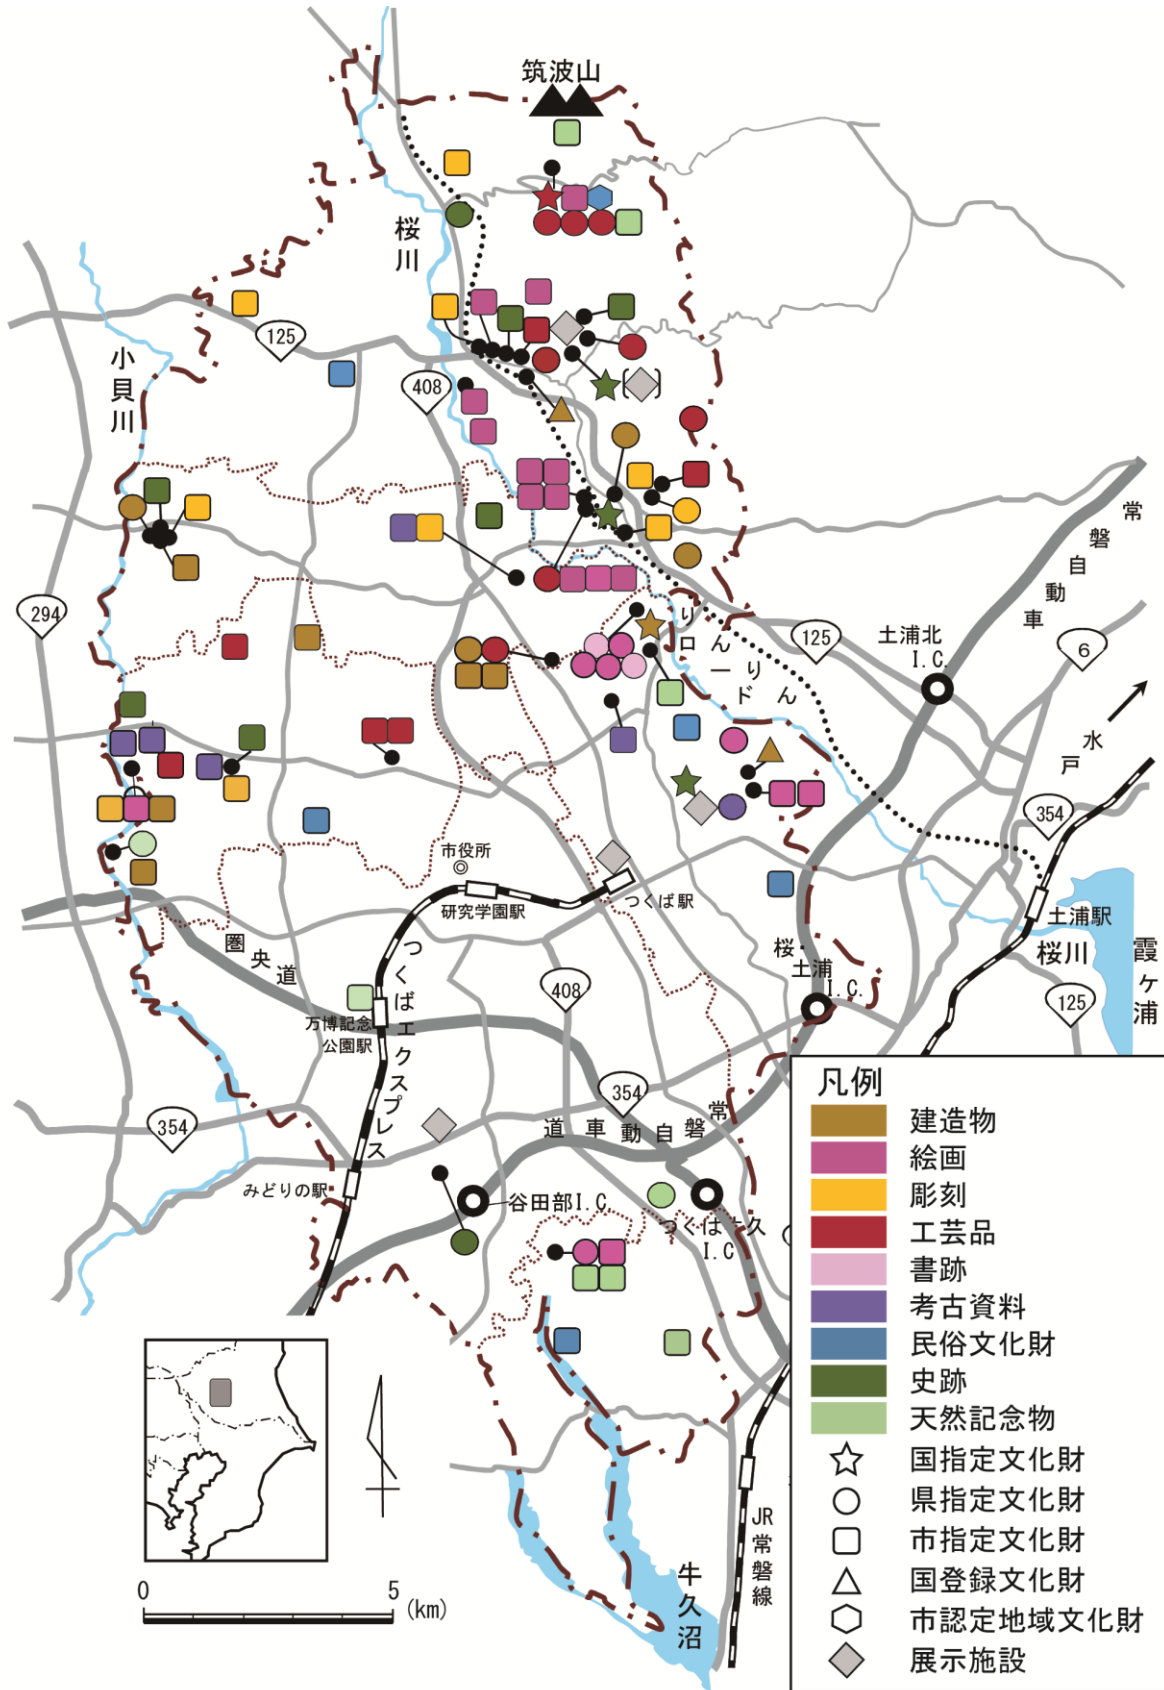 筑波山
桜川
125
408
小貝川
294
常磐自動車
りんりん
ロード
125
土浦北
I.C.
6
水戸
354
市役所
研究学園駅
つくば駅
土浦駅
桜川
霞ヶ浦
125
圏央道
つくばエクスプレス
408
桜・
土浦
I.C.
万博記念
公園駅
354
354
常磐自動車道
みどりの駅
谷田部I.C.
I.C
JR常磐線
牛久沼
0
5
(km)
凡例
建造物
絵画
彫刻
工芸品
書跡
考古資料
民俗文化財
史跡
天然記念物
国指定文化財
県指定文化財
市指定文化財
国登録文化財
市認定地域文化財
展示施設